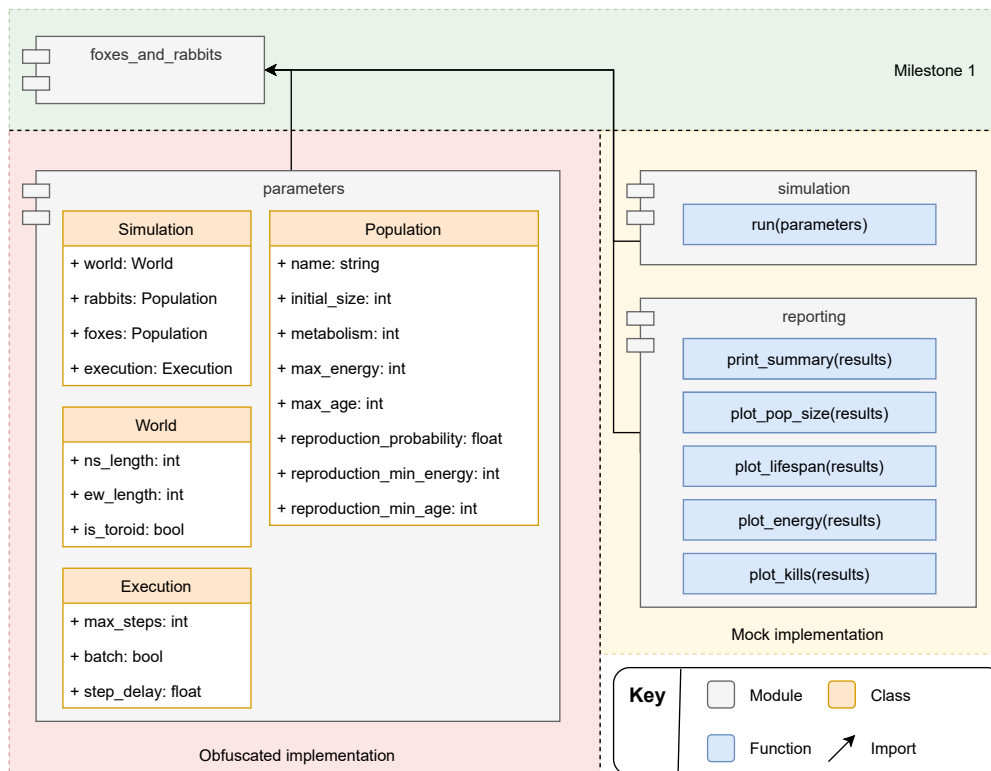 foxes_and_rabbits
Milestone 1
parameters
Simulation
+ world: World
+ rabbits: Population
+ foxes: Population
+ execution: Execution
World
+ ns_length: int
+ ew_length: int
+ is_toroid: bool
Execution
+ max_steps: int
+ batch: bool
+ step_delay: float
Population
+ name: string
+ initial_size: int
+ metabolism: int
+ max_energy: int
+ max_age: int
+ reproduction_probability: float
+ reproduction_min_energy: int
+ reproduction_min_age: int
Obfuscated implementation
simulation
run(parameters)
reporting
print_summary(results)
plot_pop_size(results)
plot_lifespan(results)
plot_energy(results)
plot_kills(results)
Mock implementation
Key
Module
Class
Function
Import